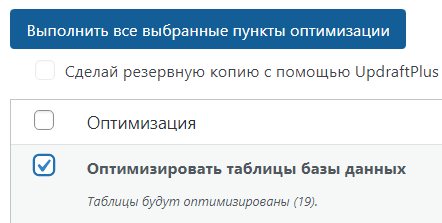 Выполнить все выбранные пункты оптимизации
Сделай резервную копию с помощью UpdraftPlus
Оптимизация
Оптимизировать таблицы базы данных
Таблицы будут оптимизированы (19).